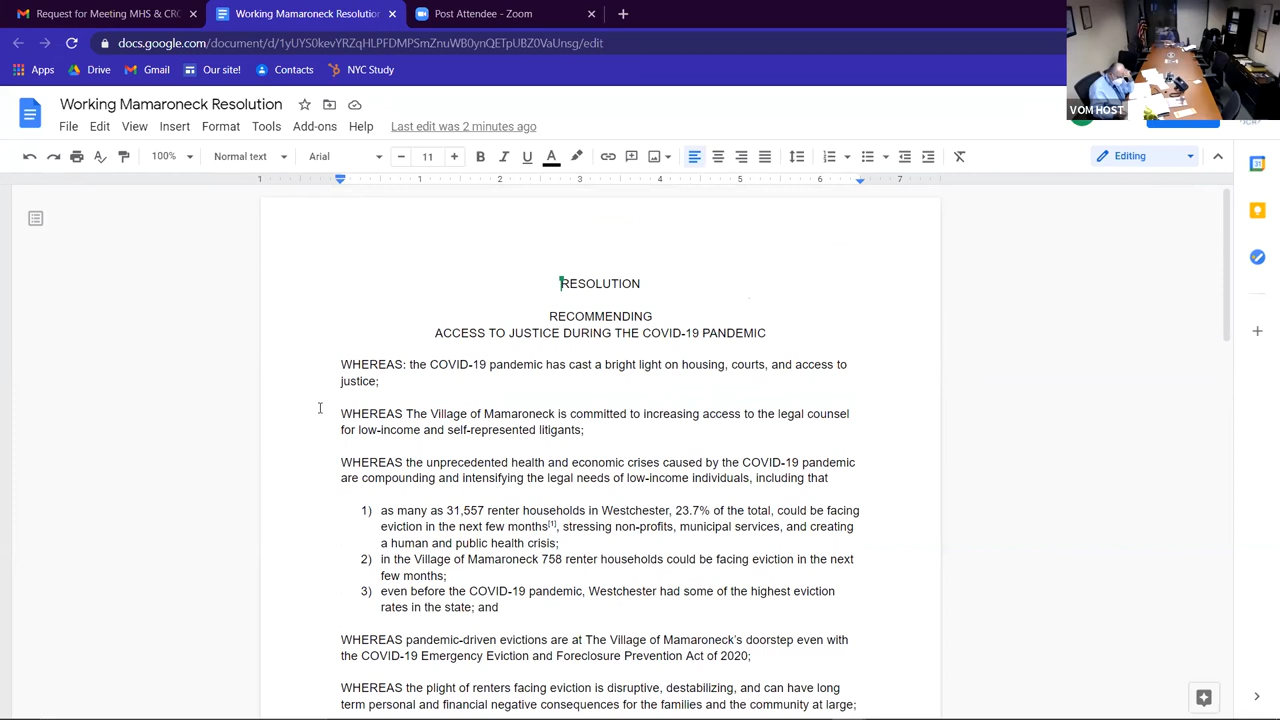 Request for Meeting MHS & CRC
Working Mamaroneck Resolution
Post Attendee - Zoom
docs.google.com/document/d/1yUYS0kevYRZqHLPFDMPSmZnuWB0ynQETpUBZ0VaUnsg/edit
Apps
Drive
Gmail
Our site!
Contacts
NYC Study
VOM HOST
Working Mamaroneck Resolution
File Edit View Insert Format Tools Add-ons Help Last edit was 2 minutes ago
100% Normal text Arial 11 B I U A Editing
1 1 2 3 4 5 6 7
RESOLUTION
RECOMMENDING
ACCESS TO JUSTICE DURING THE COVID-19 PANDEMIC
WHEREAS: the COVID-19 pandemic has cast a bright light on housing, courts, and access to
justice;
WHEREAS The Village of Mamaroneck is committed to increasing access to the legal counsel
for low-income and self-represented litigants;
WHEREAS the unprecedented health and economic crises caused by the COVID-19 pandemic
are compounding and intensifying the legal needs of low-income individuals, including that
1) as many as 31,557 renter households in Westchester, 23.7% of the total, could be facing
eviction in the next few months[1], stressing non-profits, municipal services, and creating
a human and public health crisis;
2) in the Village of Mamaroneck 758 renter households could be facing eviction in the next
few months;
3) even before the COVID-19 pandemic, Westchester had some of the highest eviction
rates in the state; and
WHEREAS pandemic-driven evictions are at The Village of Mamaroneck's doorstep even with
the COVID-19 Emergency Eviction and Foreclosure Prevention Act of 2020;
WHEREAS the plight of renters facing eviction is disruptive, destabilizing, and can have long
term personal and financial negative consequences for the families and the community at large;